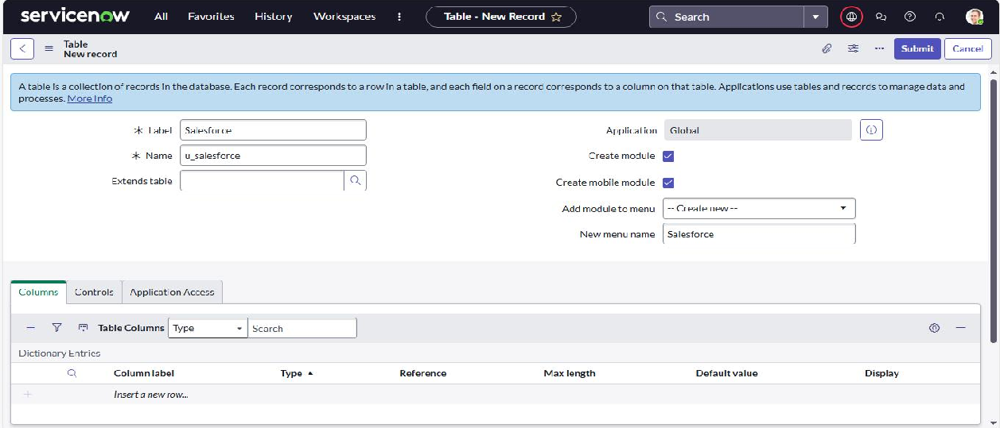 servicenow All Favorites History Workspaces Table - New Record Search
Table
New record
Submit Cancel
A table is a collection of records in the database. Each record corresponds to a row in a table, and each field on a record corresponds to a column on that table. Applications use tables and records to manage data and
processes. More Info
Label Salesforce
Name u_salesforce
Extends table
Application Global
Create module
Create mobile module
Add module to menu -- Create new --
New menu name Salesforce
Columns Controls Application Access
Table Columns Type Search
Dictionary Entries
Column label Type Reference Max length Default value Display
Insert a new row...